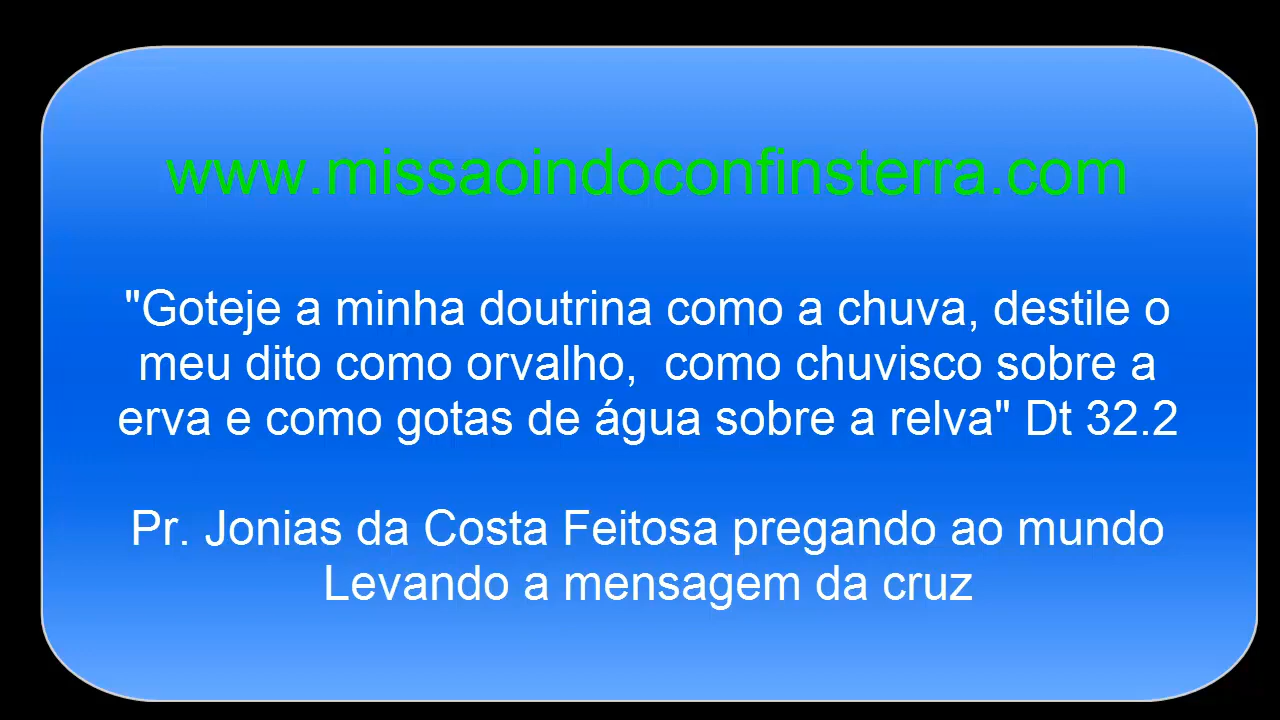 www.missaoindoconfinsterra.com
"Goteje a minha doutrina como a chuva, destile o
meu dito como orvalho,  como chuvisco sobre a
erva e como gotas de água sobre a relva" Dt 32.2
Pr. Jonias da Costa Feitosa pregando ao mundo
Levando a mensagem da cruz